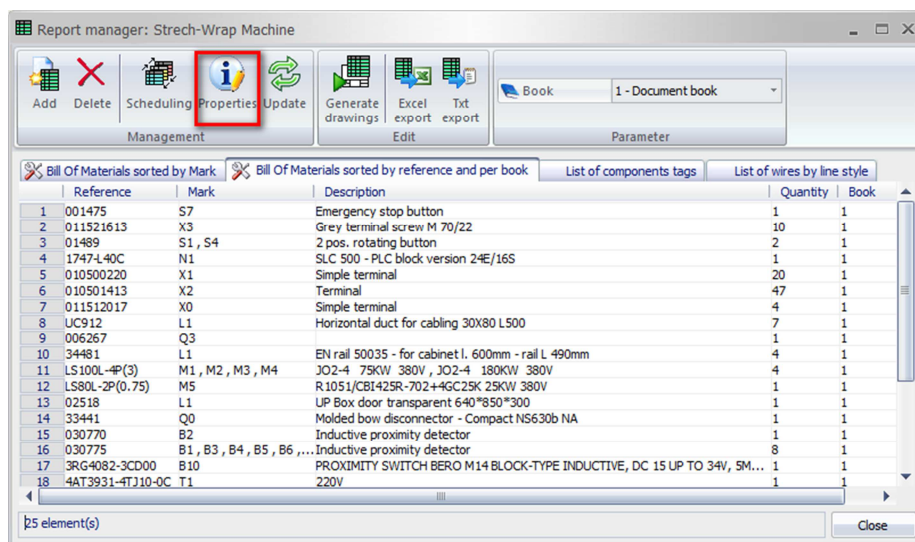 Report manager: Strech-Wrap Machine
Add Delete Scheduling Properties Update Generate drawings Excel export Txt export Book 1 - Document book
Management Edit Parameter
Bill Of Materials sorted by Mark Bill Of Materials sorted by reference and per book List of components tags List of wires by line style
Reference Mark Description Quantity Book
1 001475 S7 Emergency stop button 1 1
2 011521613 X3 Grey terminal screw M 70/22 10 1
3 01489 S1 , S4 2 pos. rotating button 2 1
4 1747-L40C N1 SLC 500 - PLC block version 24E/16S 1 1
5 010500220 X1 Simple terminal 20 1
6 010501413 X2 Terminal 47 1
7 011512017 X0 Simple terminal 4 1
8 UC912 L1 Horizontal duct for cabling 30X80 L500 7 1
9 006267 Q3 1 1
10 34481 L1 EN rail 50035 - for cabinet l. 600mm - rail L 490mm 4 1
11 LS100L-4P(3) M1 , M2 , M3 , M4 JO2-4 75KW 380V , JO2-4 180KW 380V 4 1
12 LS80L-2P(0.75) M5 R1051/CBI425R-702+4GC25K 25KW 380V 1 1
13 02518 L1 UP Box door transparent 640*850*300 1 1
14 33441 Q0 Molded bow disconnector - Compact NS630b NA 1 1
15 030770 B2 Inductive proximity detector 1 1
16 030775 B1 , B3 , B4 , B5 , B6 ,... Inductive proximity detector 8 1
17 3RG4082-3CD00 B10 PROXIMITY SWITCH BERO M14 BLOCK-TYPE INDUCTIVE, DC 15 UP TO 34V, 5M... 1 1
18 4AT3931-4TJ10-0C T1 220V 1 1
25 element(s) Close